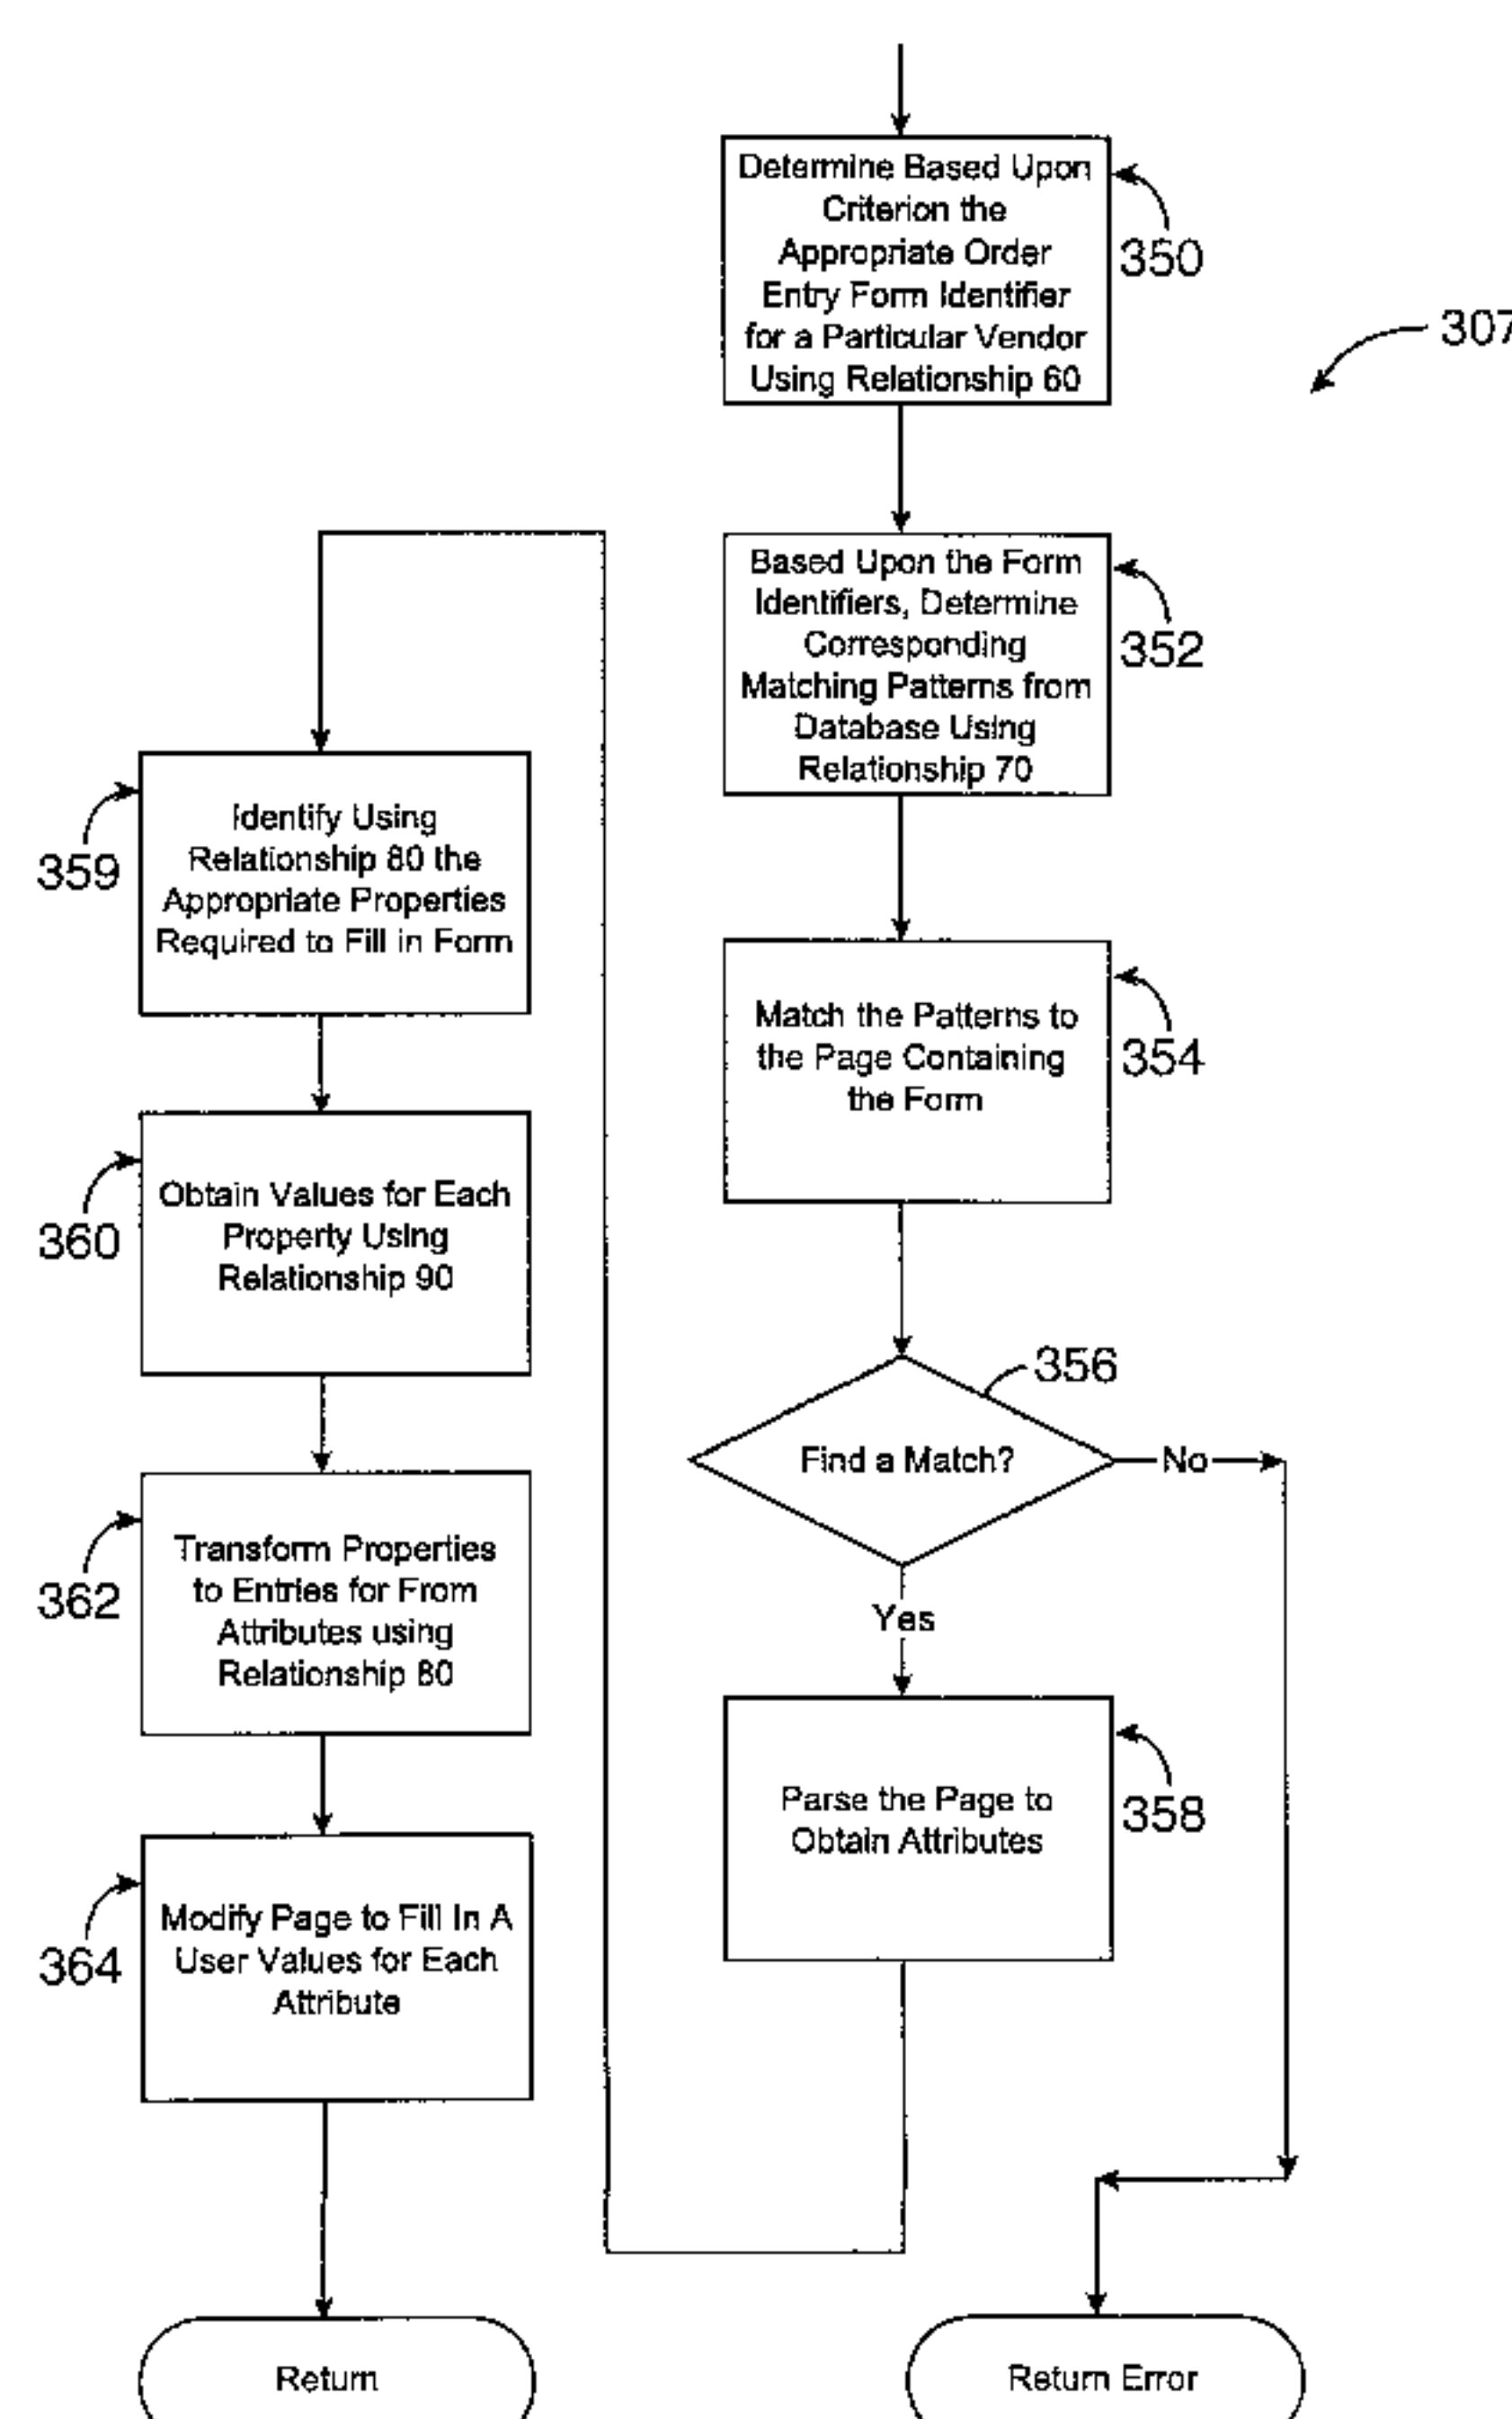 Determine Based Upon
Criterion the
Appropriate Order
Entry Form Identifier
for a Particular Vendor
Using Relationship 60
350
307
Based Upon the Form
Identifiers, Determine
Corresponding
Matching Patterns from
Database Using
Relationship 70
352
Match the Patterns to
the Page Containing
the Form
354
Find a Match?
356
No
Yes
Parse the Page to
Obtain Attributes
358
Identify Using
Relationship 80 the
Appropriate Properties
Required to Fill in Form
359
Obtain Values for Each
Property Using
Relationship 90
360
Transform Properties
to Entries for From
Attributes using
Relationship 80
362
Modify Page to Fill In A
User Values for Each
Attribute
364
Return
Return Error